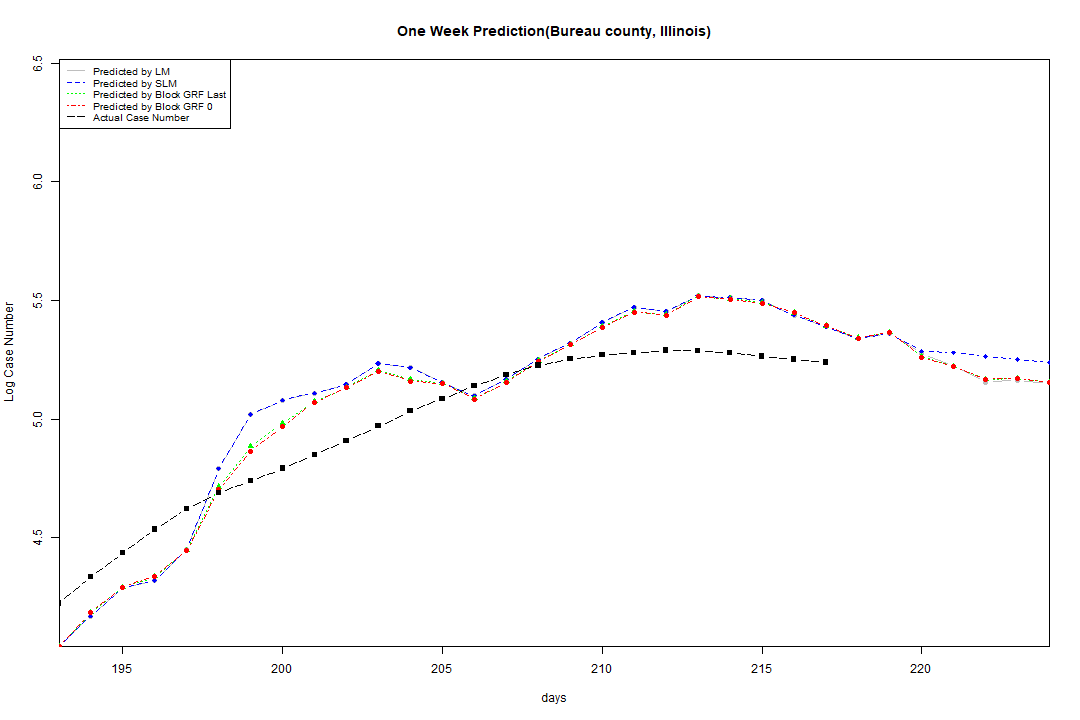 One Week Prediction(Bureau county, Illinois)
6.5
Predicted by LM
Predicted by SLM
Predicted by Block GRF Last
Predicted by Block GRF 0
Actual Case Number
6.0
5.5
5.0
4.5
Log Case Number
195 200 205 210 215 220
days